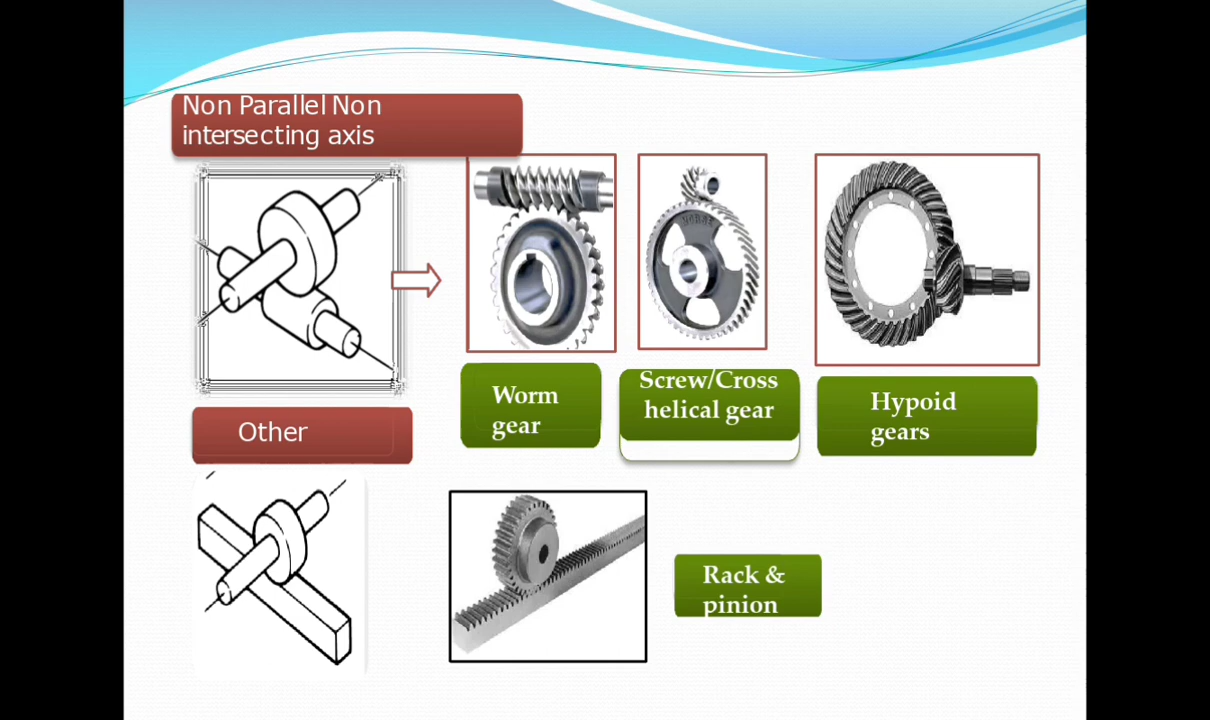 Non Parallel Non
intersecting axis
Worm
gear
Screw/Cross
helical gear
Hypoid
gears
Other
Rack &
pinion